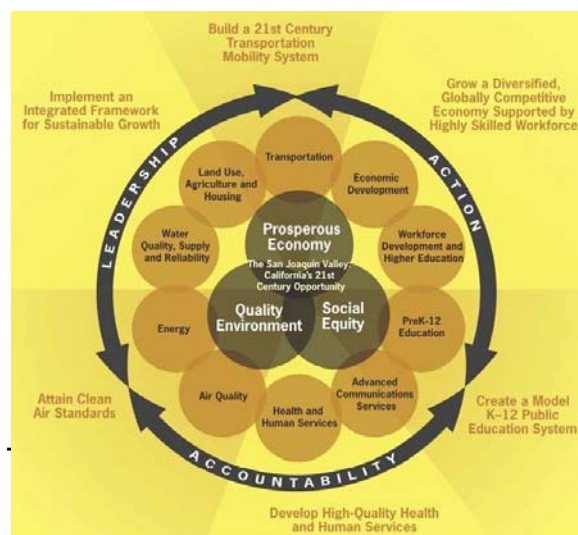 Build a 21st Century
Transportation
Mobility System
Implement an
Integrated Framework
for Sustainable Growth
Grow a Diversified,
Globally Competitive
Economy Supported by
Highly Skilled Workforce
LEADERSHIP
ACTION
Transportation
Land Use,
Agriculture and
Housing
Economic
Development
Water
Quality, Supply
and Reliability
Workforce
Development and
Higher Education
Prosperous
Economy
The San Joaquin Valley:
California's 21st
Century Opportunity
Quality
Environment
Social
Equity
Energy
PreK-12
Education
Air Quality
Advanced
Communications
Services
Health and
Human Services
Attain Clean
Air Standards
Create a Model
K–12 Public
Education System
ACCOUNTABILITY
Develop High-Quality Health
and Human Services